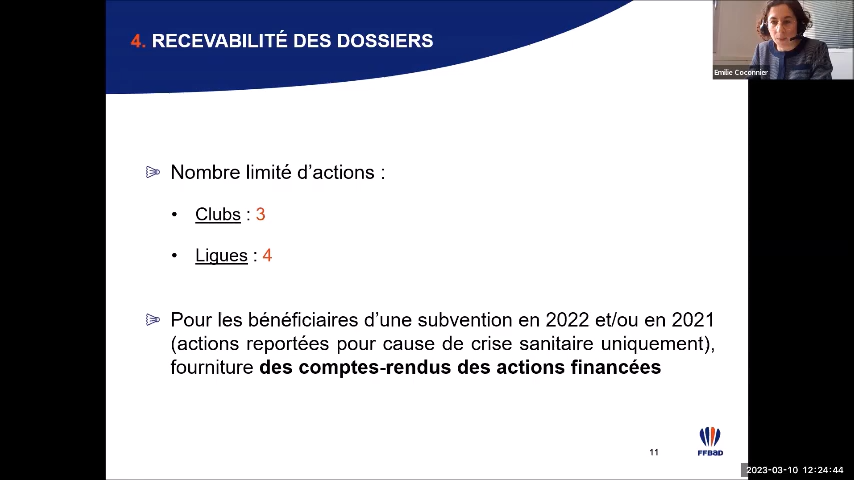 4. RECEVABILITÉ DES DOSSIERS
Emilie Coconnier
Nombre limité d’actions :
• Clubs : 3
• Ligues : 4
Pour les bénéficiaires d’une subvention en 2022 et/ou en 2021
(actions reportées pour cause de crise sanitaire uniquement),
fourniture des comptes-rendus des actions financées
11
FFBaD
2023-03-10 12:24:44